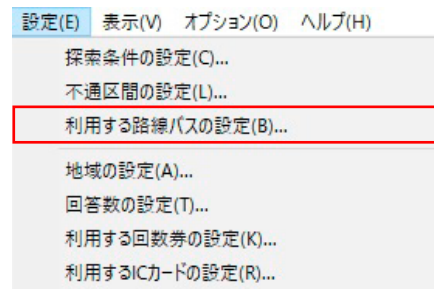 設定(E) 表示(V) オプション(O) ヘルプ(H)
探索条件の設定(C)...
不通区間の設定(L)...
利用する路線バスの設定(B)...
地域の設定(A)...
回答数の設定(T)...
利用する回数券の設定(K)...
利用するICカードの設定(R)...